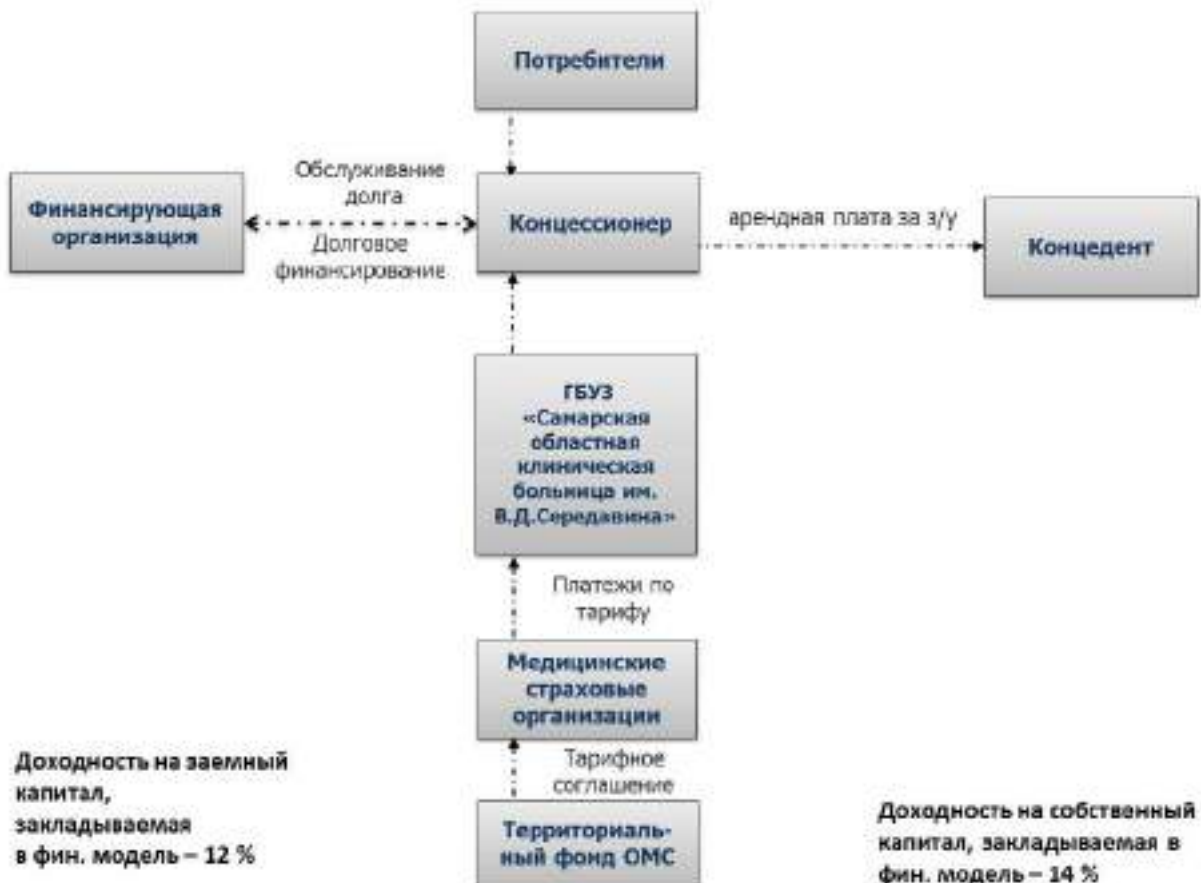 Потребители
Обслуживание
долга
Финансирующая
организация
Концессионер
арендная плата за з/у
Концедент
Долговое
финансирование
ГБУЗ
«Самарская
областная
клиническая
больница им.
В.Д.Середавина»
Платежи по
тарифу
Медицинские
страховые
организации
Тарифное
соглашение
Территориаль-
ный фонд ОМС
Доходность на заемный
капитал,
закладываемая
в фин. модель – 12 %
Доходность на собственный
капитал, закладываемая в
фин. модель – 14 %